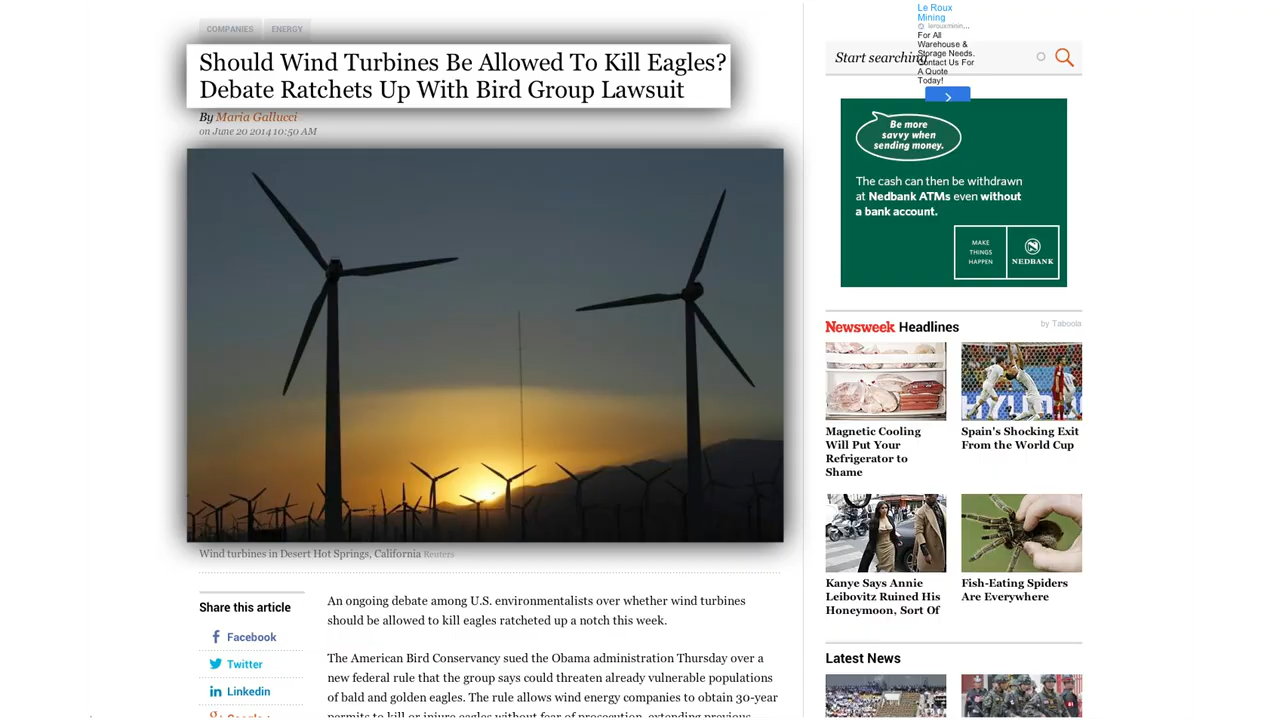 COMPANIES ENERGY
Should Wind Turbines Be Allowed To Kill Eagles?
Debate Ratchets Up With Bird Group Lawsuit
By Maria Gallucci
on June 20 2014 10:50 AM
Wind turbines in Desert Hot Springs, California Reuters
Share this article
Facebook
Twitter
Linkedin
An ongoing debate among U.S. environmentalists over whether wind turbines
should be allowed to kill eagles ratcheted up a notch this week.
The American Bird Conservancy sued the Obama administration Thursday over a
new federal rule that the group says could threaten already vulnerable populations
of bald and golden eagles. The rule allows wind energy companies to obtain 30-year
permits to kill or injure eagles without fear of prosecution, extending previous
Le Roux
Mining
lerouxminin...
For All
Warehouse &
Storage Needs.
Contact Us For
A Quote
Today!
Start searching
Be more
savvy when
sending money.
The cash can then be withdrawn
at Nedbank ATMs even without
a bank account.
MAKE
THINGS
HAPPEN
NEDBANK
Newsweek Headlines
by Taboola
Magnetic Cooling
Will Put Your
Refrigerator to
Shame
Spain's Shocking Exit
From the World Cup
Kanye Says Annie
Leibovitz Ruined His
Honeymoon, Sort Of
Fish-Eating Spiders
Are Everywhere
Latest News